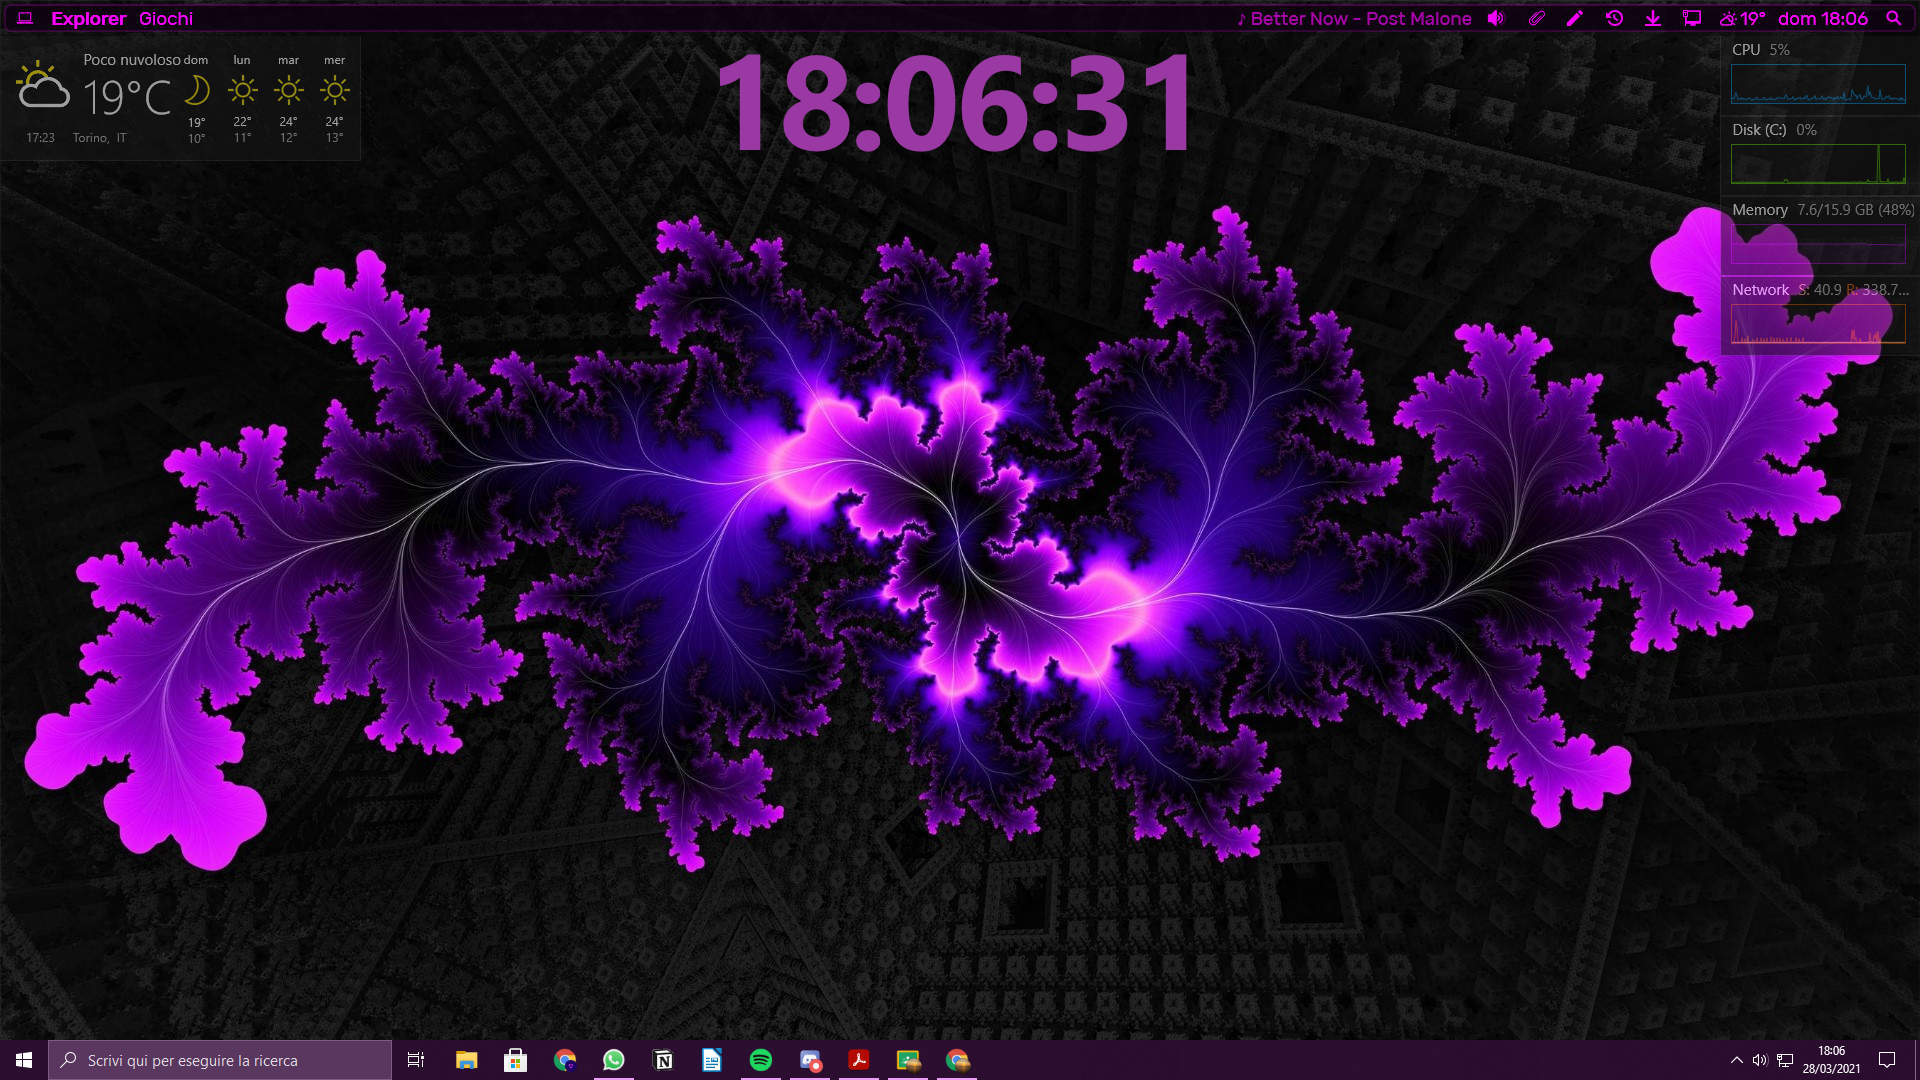 Explorer Giochi
♪ Better Now - Post Malone 19° dom 18:06
Poco nuvoloso
19°C
17:23 Torino, IT
dom lun mar mer
19° 22° 24° 24°
10° 11° 12° 13°
18:06:31
CPU 5%
Disk (C:) 0%
Memory 7.6/15.9 GB (48%)
Network S: 40.9 R: 338.7...
Scrivi qui per eseguire la ricerca
18:06
28/03/2021